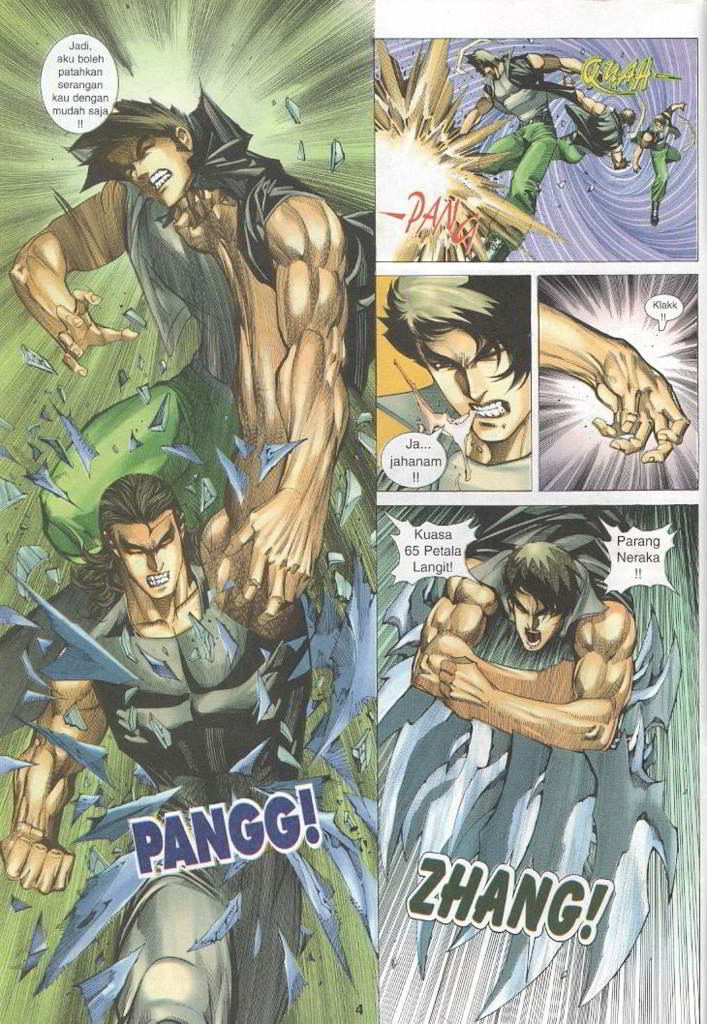 Jadi,
aku boleh
patahkan
serangan
kau dengan
mudah saja
!!
PANGG!
4
QUAH
PANG
Ja...
jahanam
!!
Klakk
!!
Kuasa
65 Petala
Langit!
Parang
Neraka
!!
ZHANG!